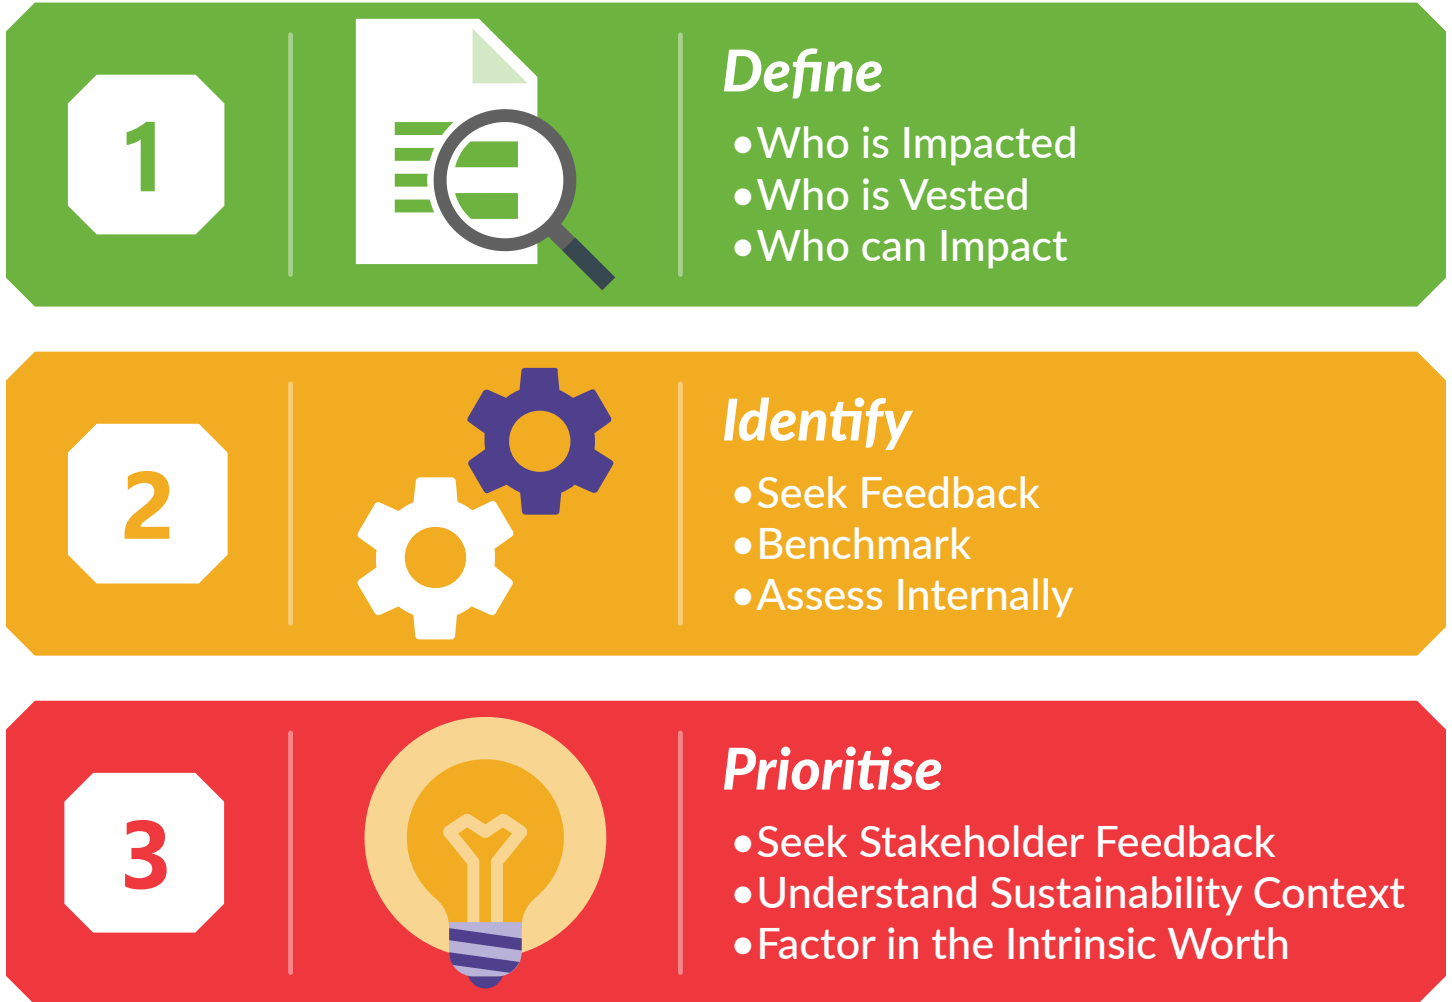 1
Define
•Who is Impacted
•Who is Vested
•Who can Impact
2
Identify
•Seek Feedback
•Benchmark
•Assess Internally
3
Prioritise
•Seek Stakeholder Feedback
•Understand Sustainability Context
•Factor in the Intrinsic Worth